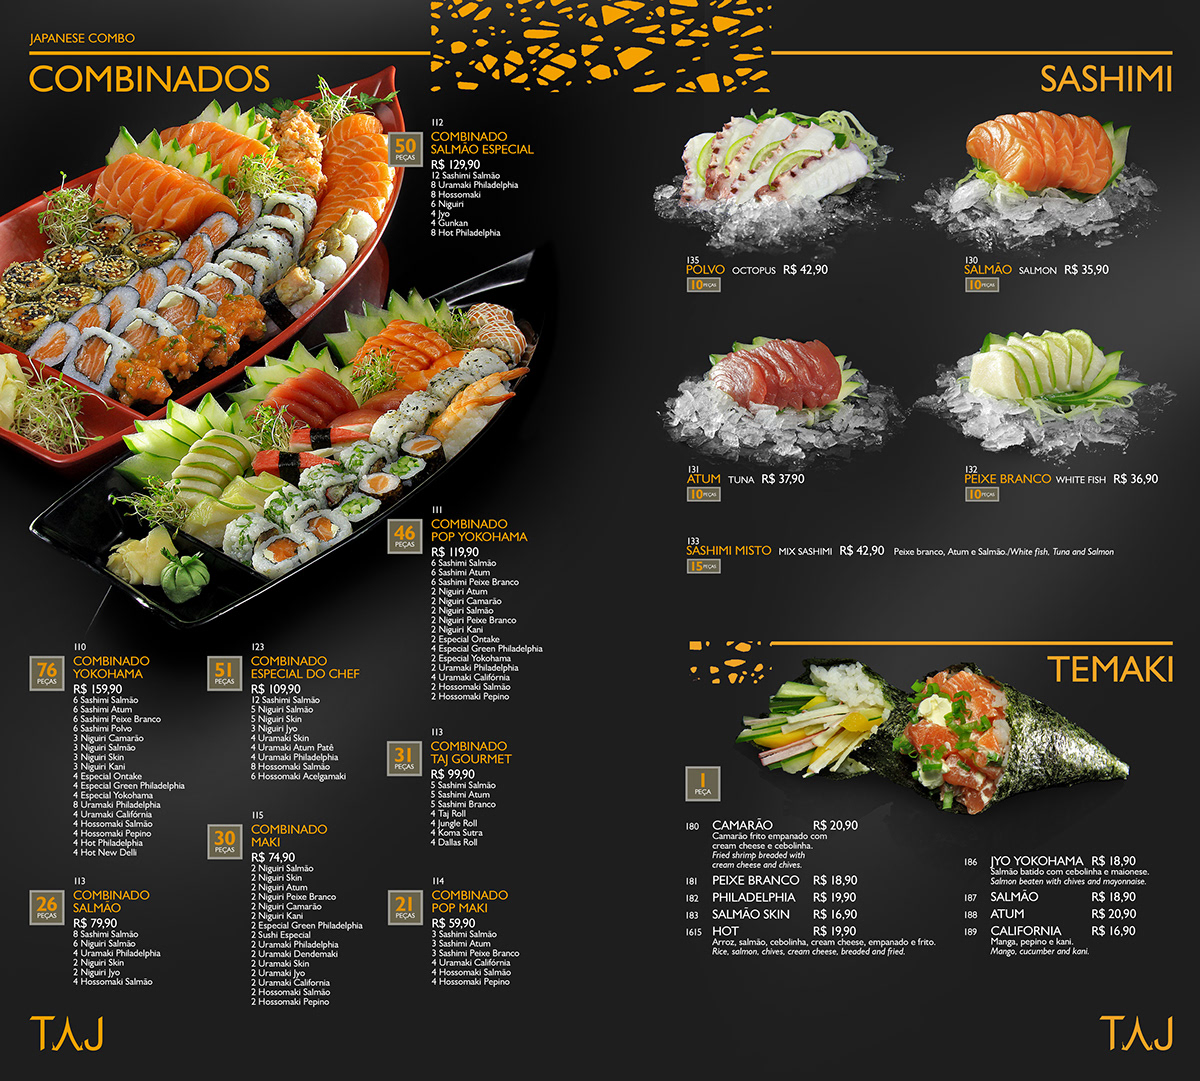 JAPANESE COMBO
COMBINADOS
112
50
PEÇAS
COMBINADO
SALMÃO ESPECIAL
R$ 129,90
12 Sashimi Salmão
8 Uramaki Philadelphia
8 Hossomaki
6 Niguiri
4 Jyo
4 Gunkan
8 Hot Philadelphia
111
46
PEÇAS
COMBINADO
POP YOKOHAMA
R$ 119,90
6 Sashimi Salmão
6 Sashimi Atum
6 Sashimi Peixe Branco
2 Niguiri Atum
2 Niguiri Camarão
2 Niguiri Salmão
2 Niguiri Peixe Branco
2 Niguiri Kani
2 Especial Ontake
4 Especial Green Philadelphia
2 Especial Yokohama
2 Uramaki Philadelphia
4 Uramaki Califórnia
2 Hossomaki Salmão
2 Hossomaki Pepino
110
76
PEÇAS
COMBINADO
YOKOHAMA
R$ 159,90
6 Sashimi Salmão
6 Sashimi Atum
6 Sashimi Peixe Branco
6 Sashimi Polvo
3 Niguiri Camarão
3 Niguiri Salmão
3 Niguiri Skin
3 Niguiri Kani
4 Especial Ontake
4 Especial Green Philadelphia
4 Especial Yokohama
8 Uramaki Philadelphia
4 Uramaki Califórnia
4 Hossomaki Salmão
4 Hossomaki Pepino
4 Hot Philadelphia
4 Hot New Delli
123
51
PEÇAS
COMBINADO
ESPECIAL DO CHEF
R$ 109,90
12 Sashimi Salmão
5 Niguiri Salmão
5 Niguiri Skin
3 Niguiri Jyo
4 Uramaki Skin
4 Uramaki Atum Patê
4 Uramaki Philadelphia
8 Hossomaki Salmão
6 Hossomaki Acelgamaki
113
31
PEÇAS
COMBINADO
TAJ GOURMET
R$ 99,90
5 Sashimi Salmão
5 Sashimi Atum
5 Sashimi Branco
4 Taj Roll
4 Jungle Roll
4 Koma Sutra
4 Dallas Roll
115
30
PEÇAS
COMBINADO
MAKI
R$ 74,90
2 Niguiri Salmão
2 Niguiri Skin
2 Niguiri Atum
2 Niguiri Peixe Branco
2 Niguiri Camarão
2 Niguiri Kani
2 Especial Green Philadelphia
2 Sushi Especial
2 Uramaki Philadelphia
2 Uramaki Dendemaki
2 Uramaki Skin
2 Uramaki Jyo
2 Uramaki California
2 Hossomaki Salmão
2 Hossomaki Pepino
113
26
PEÇAS
COMBINADO
SALMÃO
R$ 79,90
8 Sashimi Salmão
6 Niguiri Salmão
4 Uramaki Philadelphia
2 Niguiri Skin
2 Niguiri Jyo
4 Hossomaki Salmão
114
21
PEÇAS
COMBINADO
POP MAKI
R$ 59,90
3 Sashimi Salmão
3 Sashimi Atum
3 Sashimi Peixe Branco
4 Uramaki Califórnia
4 Hossomaki Salmão
4 Hossomaki Pepino
TAJ
SASHIMI
135
POLVO OCTOPUS R$ 42,90
10 PEÇAS
130
SALMÃO SALMON R$ 35,90
10 PEÇAS
131
ATUM TUNA R$ 37,90
10 PEÇAS
132
PEIXE BRANCO WHITE FISH R$ 36,90
10 PEÇAS
133
SASHIMI MISTO MIX SASHIMI R$ 42,90 Peixe branco, Atum e Salmão./White fish, Tuna and Salmon
15 PEÇAS
TEMAKI
1
PEÇA
180 CAMARÃO R$ 20,90
Camarão frito empanado com
cream cheese e cebolinha.
Fried shrimp breaded with
cream cheese and chives.
181 PEIXE BRANCO R$ 18,90
182 PHILADELPHIA R$ 19,90
183 SALMÃO SKIN R$ 16,90
1615 HOT R$ 19,90
Arroz, salmão, cebolinha, cream cheese, empanado e frito.
Rice, salmon, chives, cream cheese, breaded and fried.
186 JYO YOKOHAMA R$ 18,90
Salmão batido com cebolinha e maionese.
Salmon beaten with chives and mayonnaise.
187 SALMÃO R$ 18,90
188 ATUM R$ 20,90
189 CALIFORNIA R$ 16,90
Manga, pepino e kani.
Mango, cucumber and kani.
TAJ